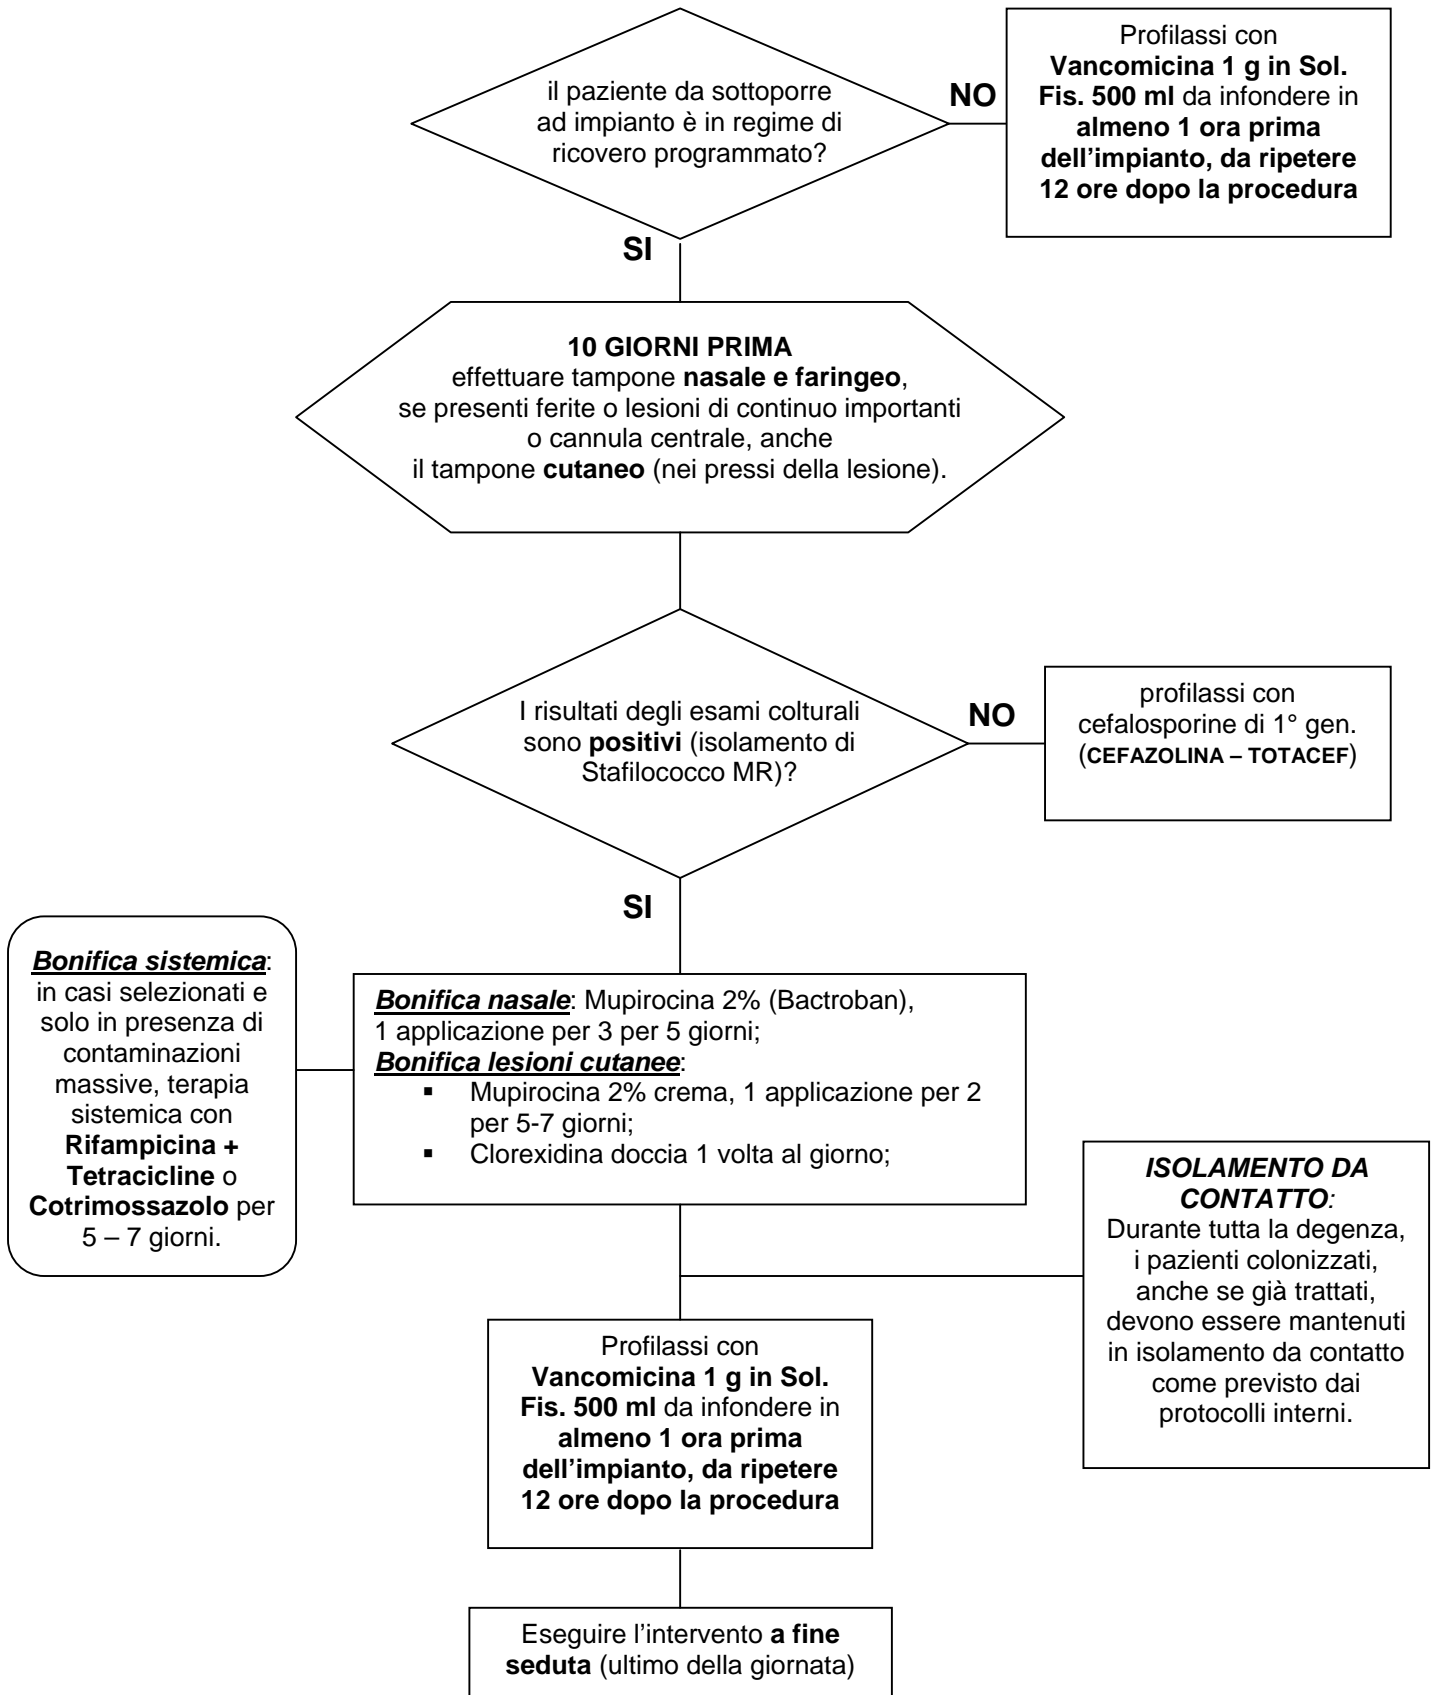 il paziente da sottoporre
ad impianto è in regime di
ricovero programmato?
NO
Profilassi con
Vancomicina 1 g in Sol.
Fis. 500 ml da infondere in
almeno 1 ora prima
dell’impianto, da ripetere
12 ore dopo la procedura
SI
10 GIORNI PRIMA
effettuare tampone nasale e faringeo,
se presenti ferite o lesioni di continuo importanti
o cannula centrale, anche
il tampone cutaneo (nei pressi della lesione).
I risultati degli esami colturali
sono positivi (isolamento di
Stafilococco MR)?
NO
profilassi con
cefalosporine di 1° gen.
(CEFAZOLINA – TOTACEF)
SI
Bonifica sistemica:
in casi selezionati e
solo in presenza di
contaminazioni
massive, terapia
sistemica con
Rifampicina +
Tetracicline o
Cotrimossazolo per
5 – 7 giorni.
Bonifica nasale: Mupirocina 2% (Bactroban),
1 applicazione per 3 per 5 giorni;
Bonifica lesioni cutanee:
▪ Mupirocina 2% crema, 1 applicazione per 2
per 5-7 giorni;
▪ Clorexidina doccia 1 volta al giorno;
ISOLAMENTO DA
CONTATTO:
Durante tutta la degenza,
i pazienti colonizzati,
anche se già trattati,
devono essere mantenuti
in isolamento da contatto
come previsto dai
protocolli interni.
Profilassi con
Vancomicina 1 g in Sol.
Fis. 500 ml da infondere in
almeno 1 ora prima
dell’impianto, da ripetere
12 ore dopo la procedura
Eseguire l’intervento a fine
seduta (ultimo della giornata)